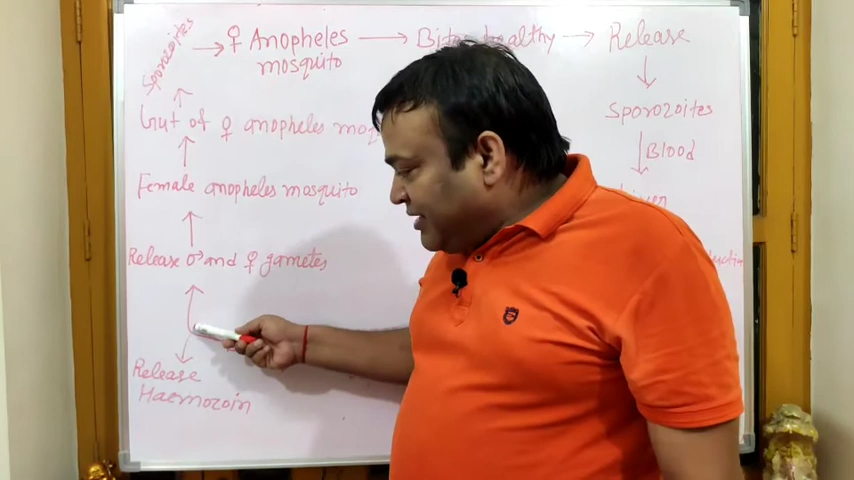 Sporozoites → ♀ Anopheles mosquito → Bites healthy → Release
Sporozoites
Blood
Gut of ♀ anopheles
Female anopheles mosquito
Release ♂ and ♀ gametes
Release
Haemozoin